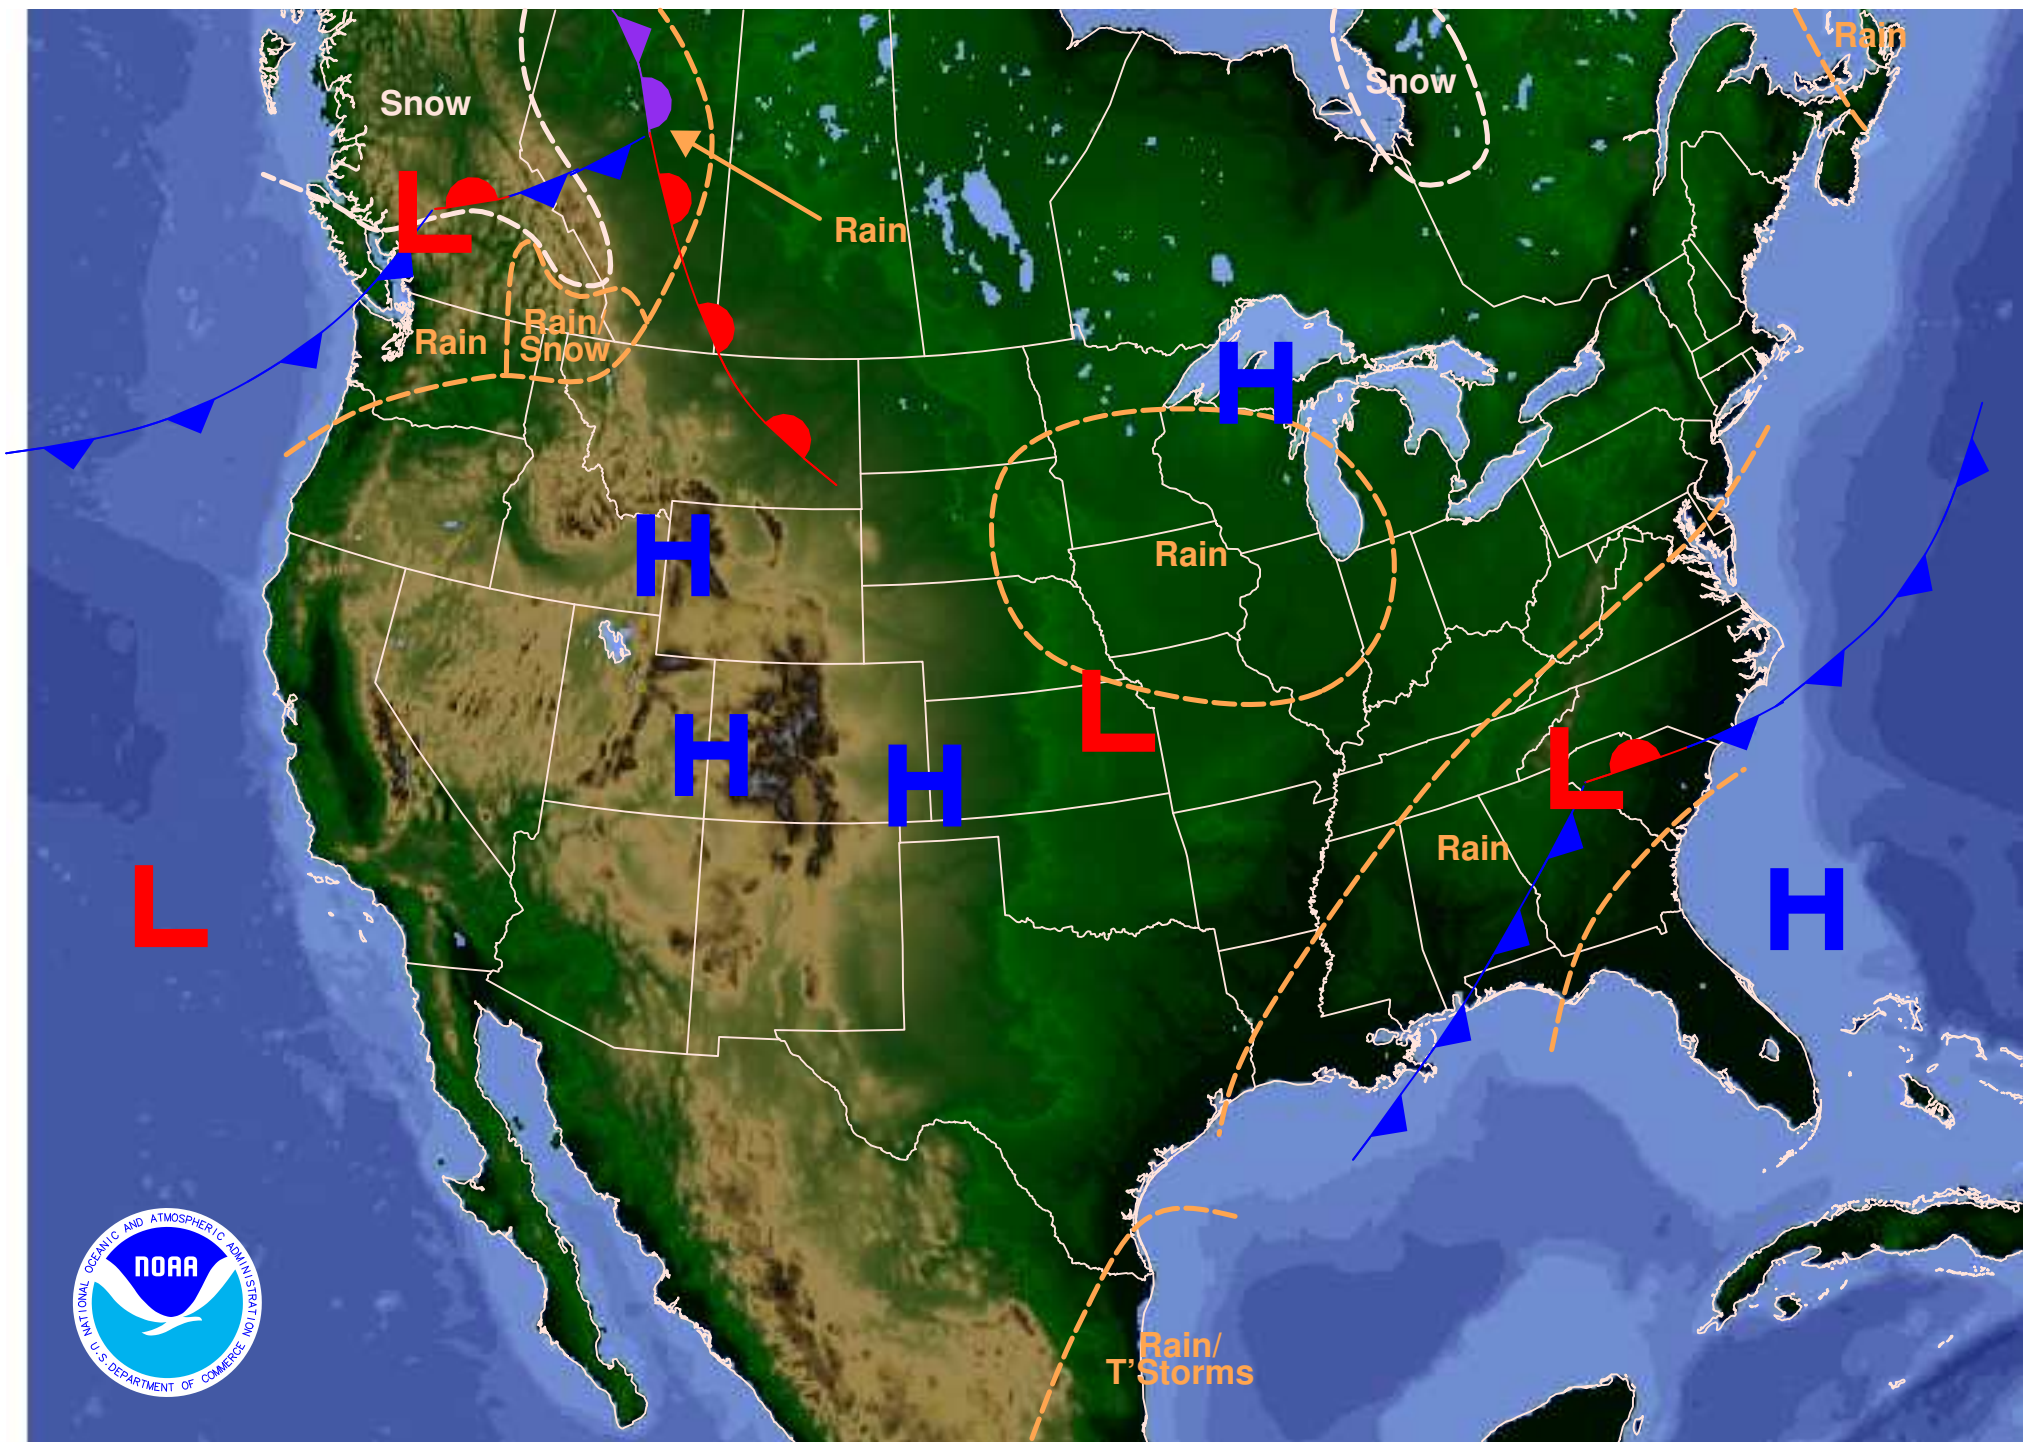 Rain
Snow
Snow
Rain
Rain/
Snow
Rain
Rain
Rain
H
L
H
H
H
L
H
L
L
H
Rain/
T'Storms
NATIONAL OCEANIC AND ATMOSPHERIC ADMINISTRATION
NOAA
U.S. DEPARTMENT OF COMMERCE